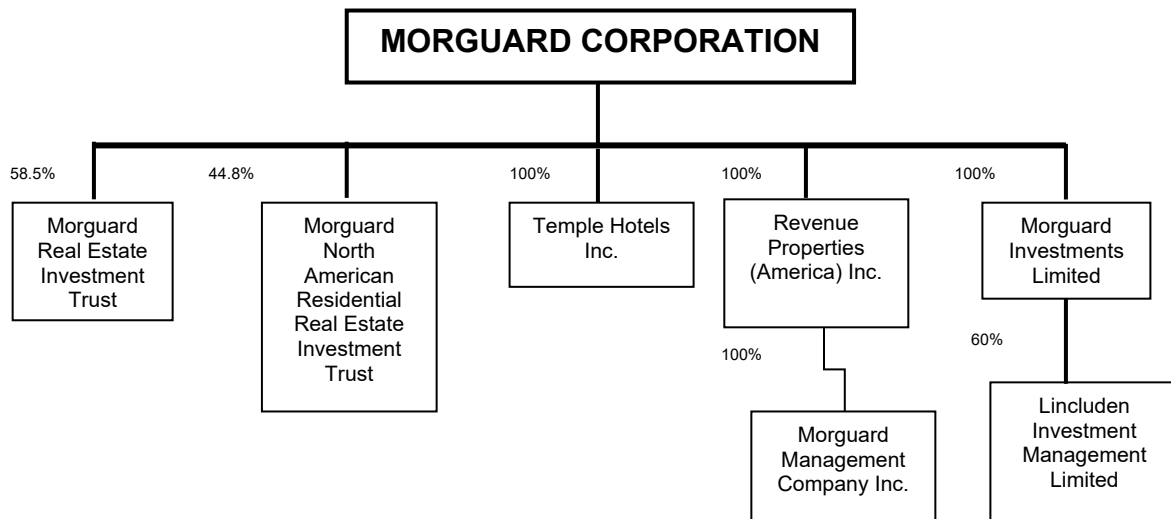 MORGUARD CORPORATION
58.5%
44.8%
100%
100%
100%
Morguard
Real Estate
Investment
Trust
Morguard
North
American
Residential
Real Estate
Investment
Trust
Temple Hotels
Inc.
Revenue
Properties
(America) Inc.
Morguard
Investments
Limited
100%
60%
Morguard
Management
Company Inc.
Lincluden
Investment
Management
Limited